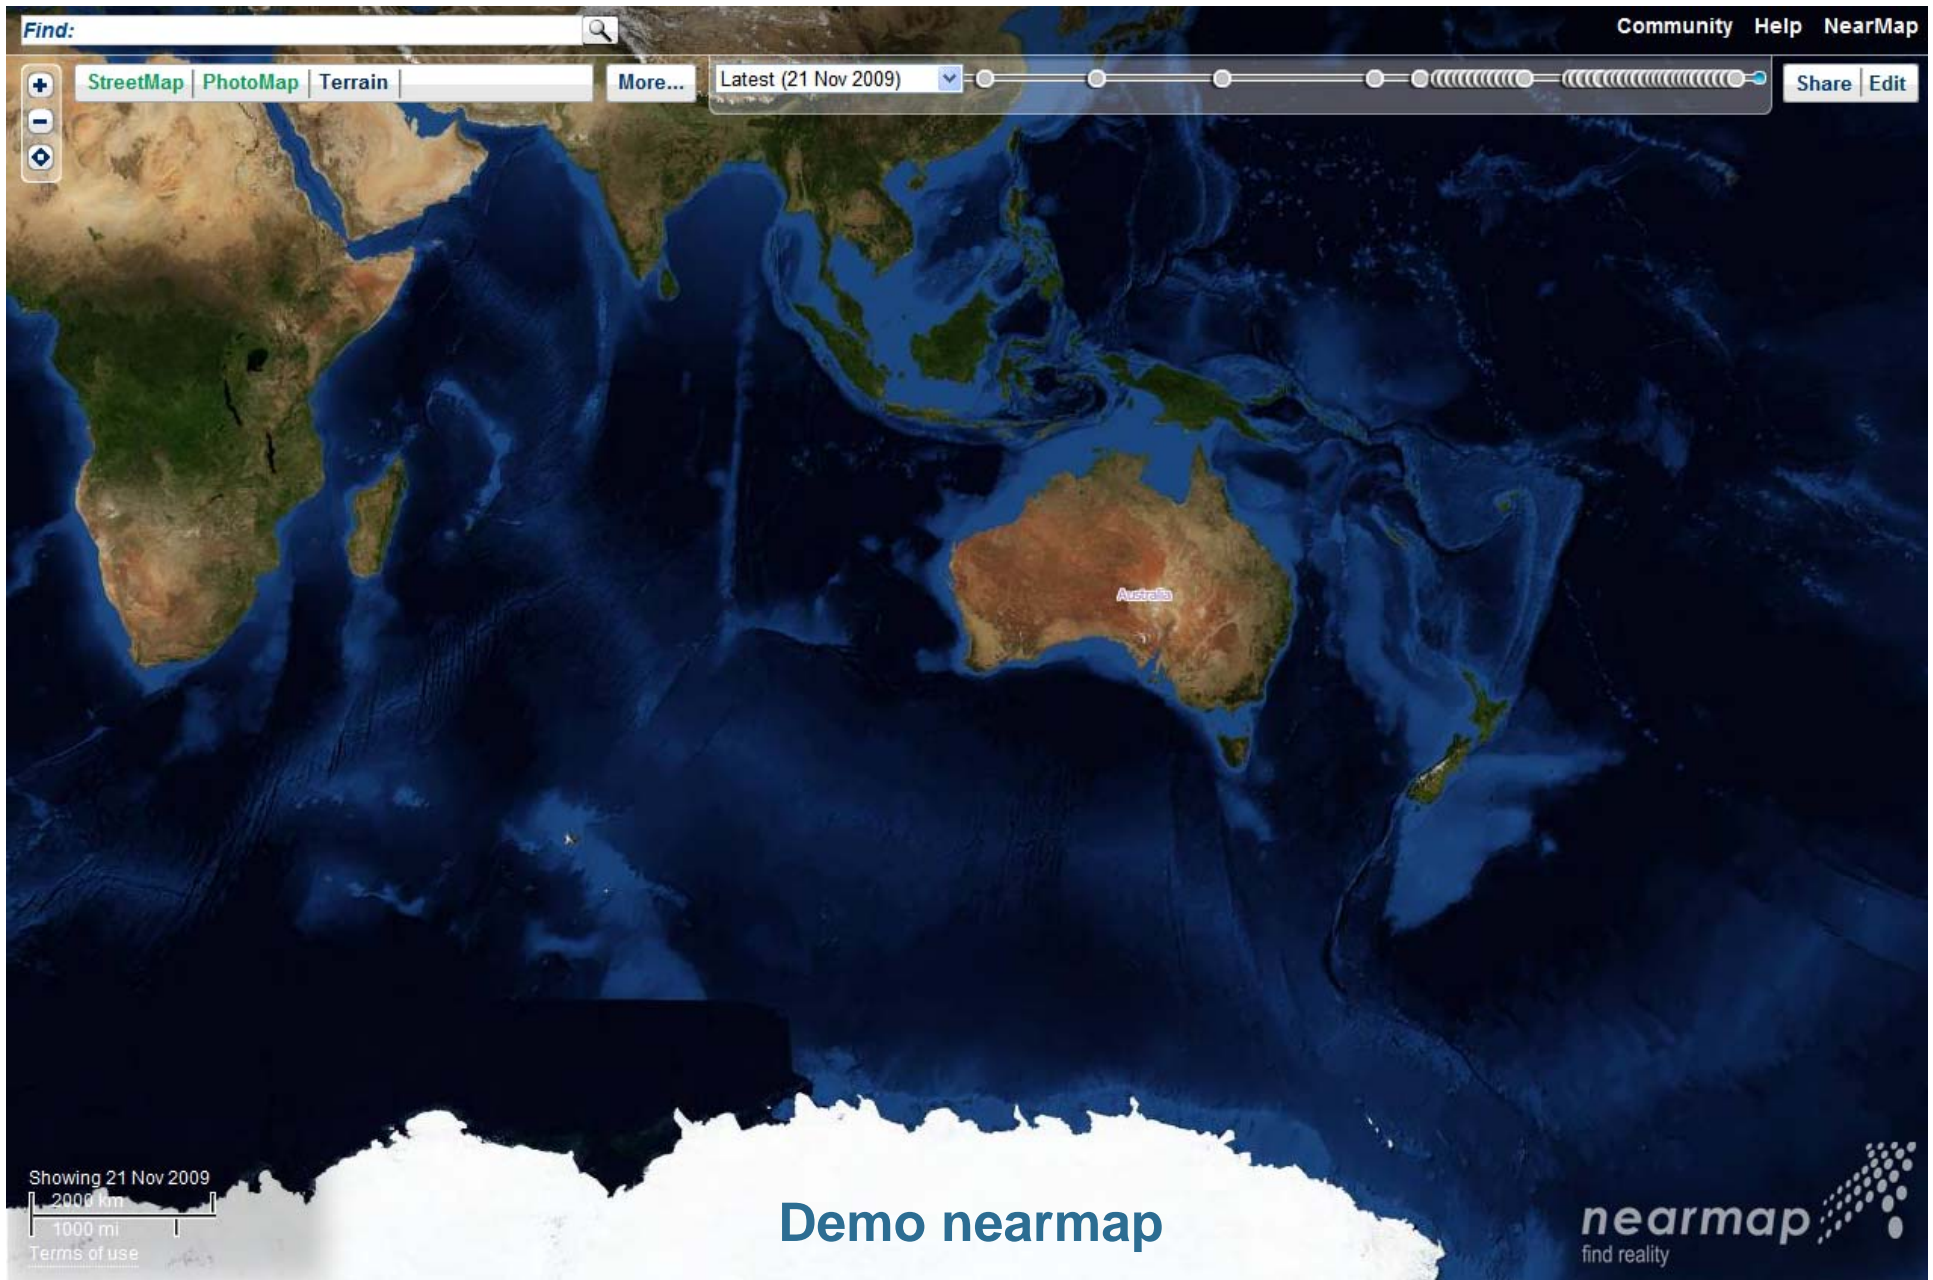 Find:
Community Help NearMap
StreetMap PhotoMap Terrain More... Latest (21 Nov 2009) Share Edit
Australia
Showing 21 Nov 2009
2000 km
1000 mi
Terms of use
Demo nearmap
nearmap
find reality